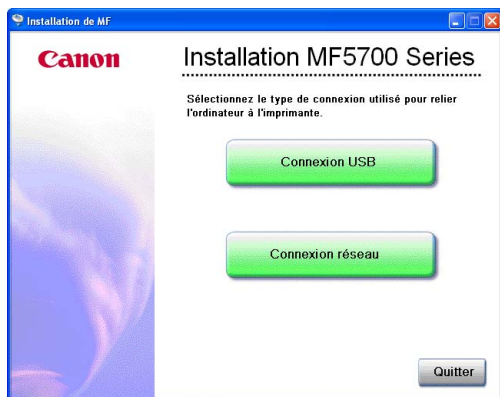 Installation de MF
Canon
Installation MF5700 Series
Sélectionnez le type de connexion utilisé pour relier
l'ordinateur à l'imprimante.
Connexion USB
Connexion réseau
Quitter